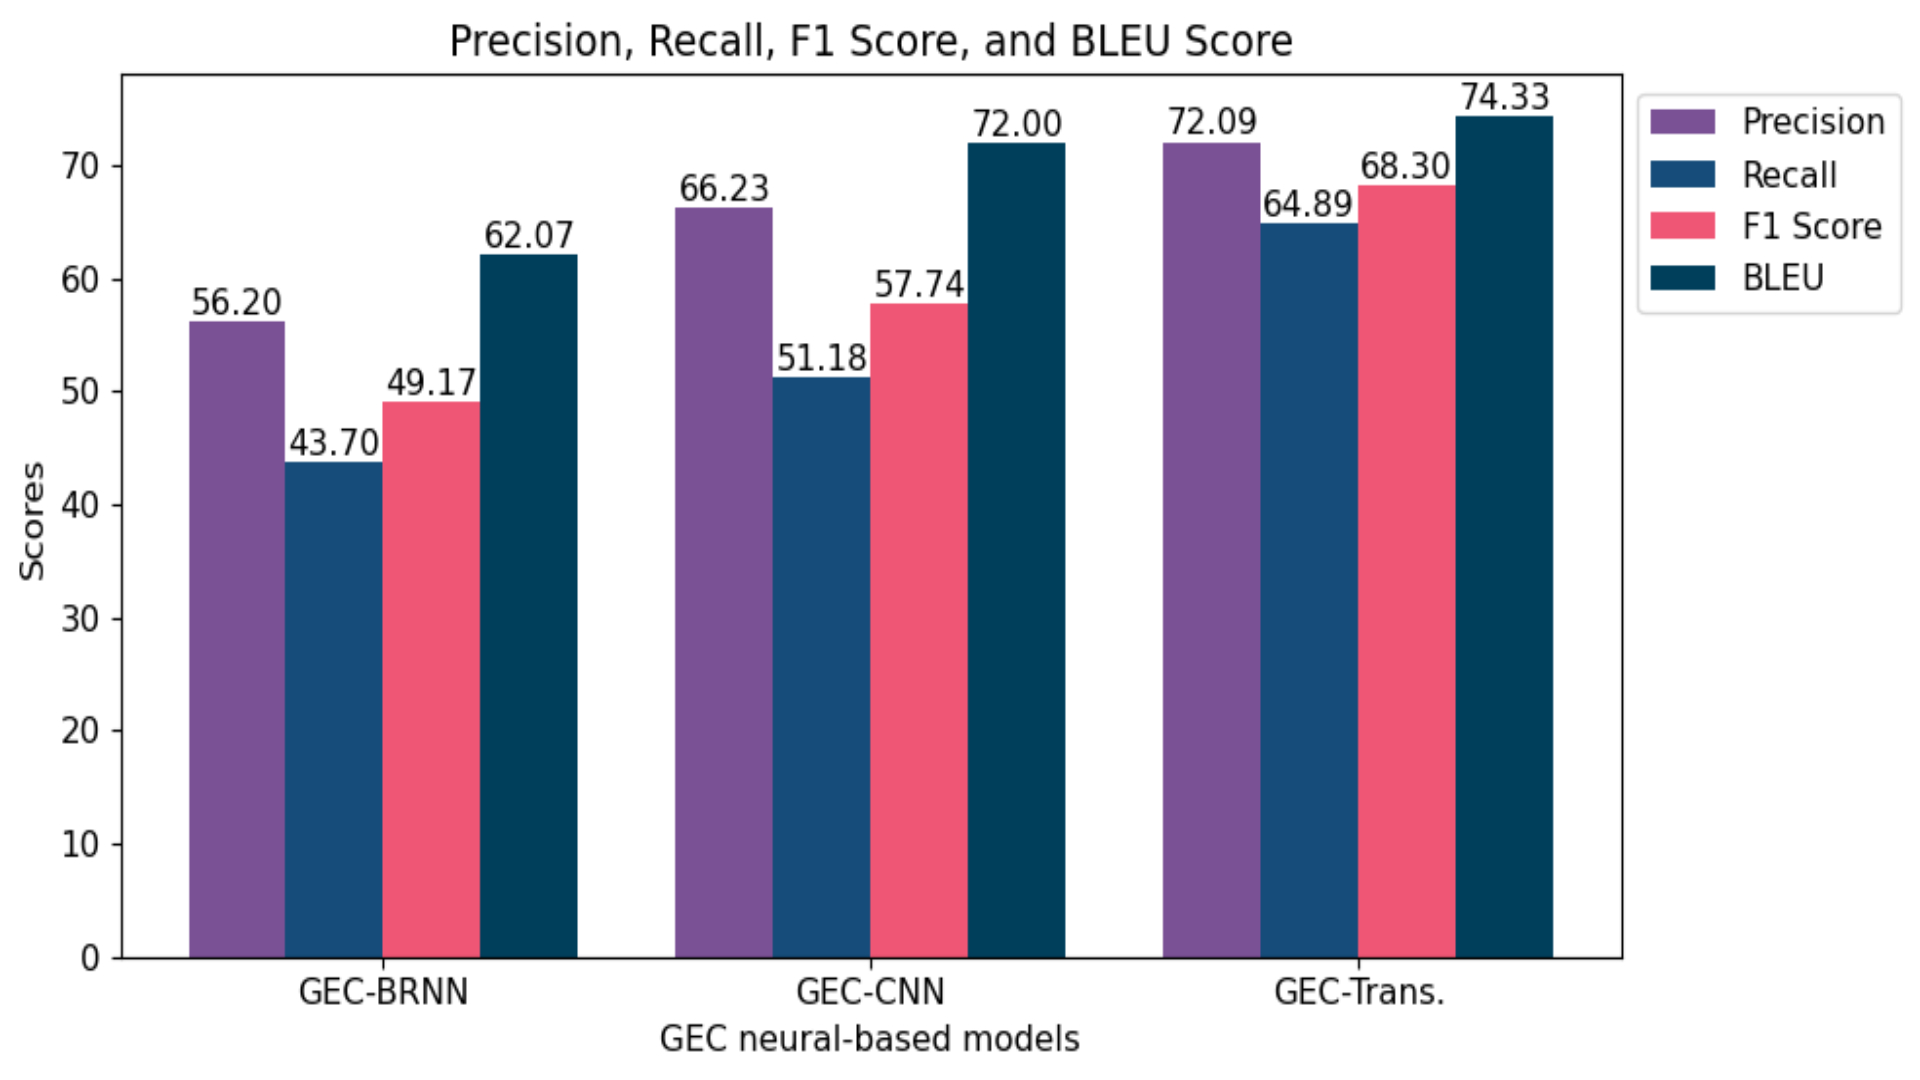 Precision, Recall, F1 Score, and BLEU Score
74.33
72.00
72.09
68.30
66.23
64.89
62.07
57.74
56.20
51.18
49.17
43.70
Precision
Recall
F1 Score
BLEU
70
60
50
40
30
20
10
0
Scores
GEC-BRNN GEC-CNN GEC-Trans.
GEC neural-based models